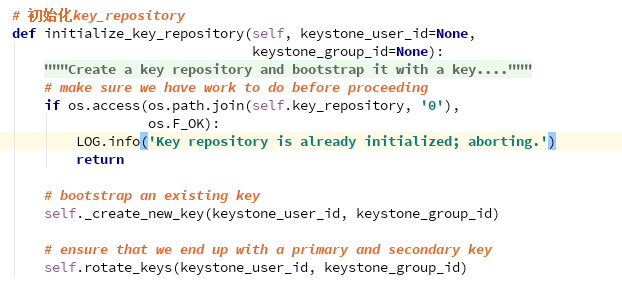 # 初始化key_repository
def initialize_key_repository(self, keystone_user_id=None,
keystone_group_id=None):
"""Create a key repository and bootstrap it with a key...."""
# make sure we have work to do before proceeding
if os.access(os.path.join(self.key_repository, '0'),
os.F_OK):
LOG.info('Key repository is already initialized; aborting.')
return
# bootstrap an existing key
self._create_new_key(keystone_user_id, keystone_group_id)
# ensure that we end up with a primary and secondary key
self.rotate_keys(keystone_user_id, keystone_group_id)